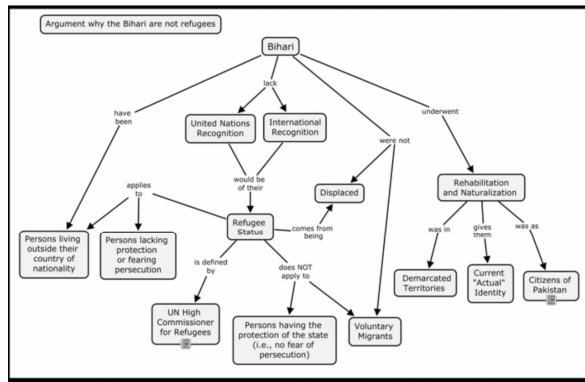 Argument why the Bihari are not refugees
Bihari
lack
have
been
underwent
United Nations
Recognition
International
Recognition
were not
would be
of their
applies
to
Displaced
Rehabilitation
and Naturalization
Persons living
outside their
country of
nationality
Persons lacking
protection
or fearing
persecution
Refugee
Status
comes from
being
was in
gives
them
was as
is defined
by
does NOT
apply to
Demarcated
Territories
Current
"Actual"
Identity
Citizens of
Pakistan
UN High
Commissioner
for Refugees
Persons having the
protection of the state
(i.e., no fear of
persecution)
Voluntary
Migrants